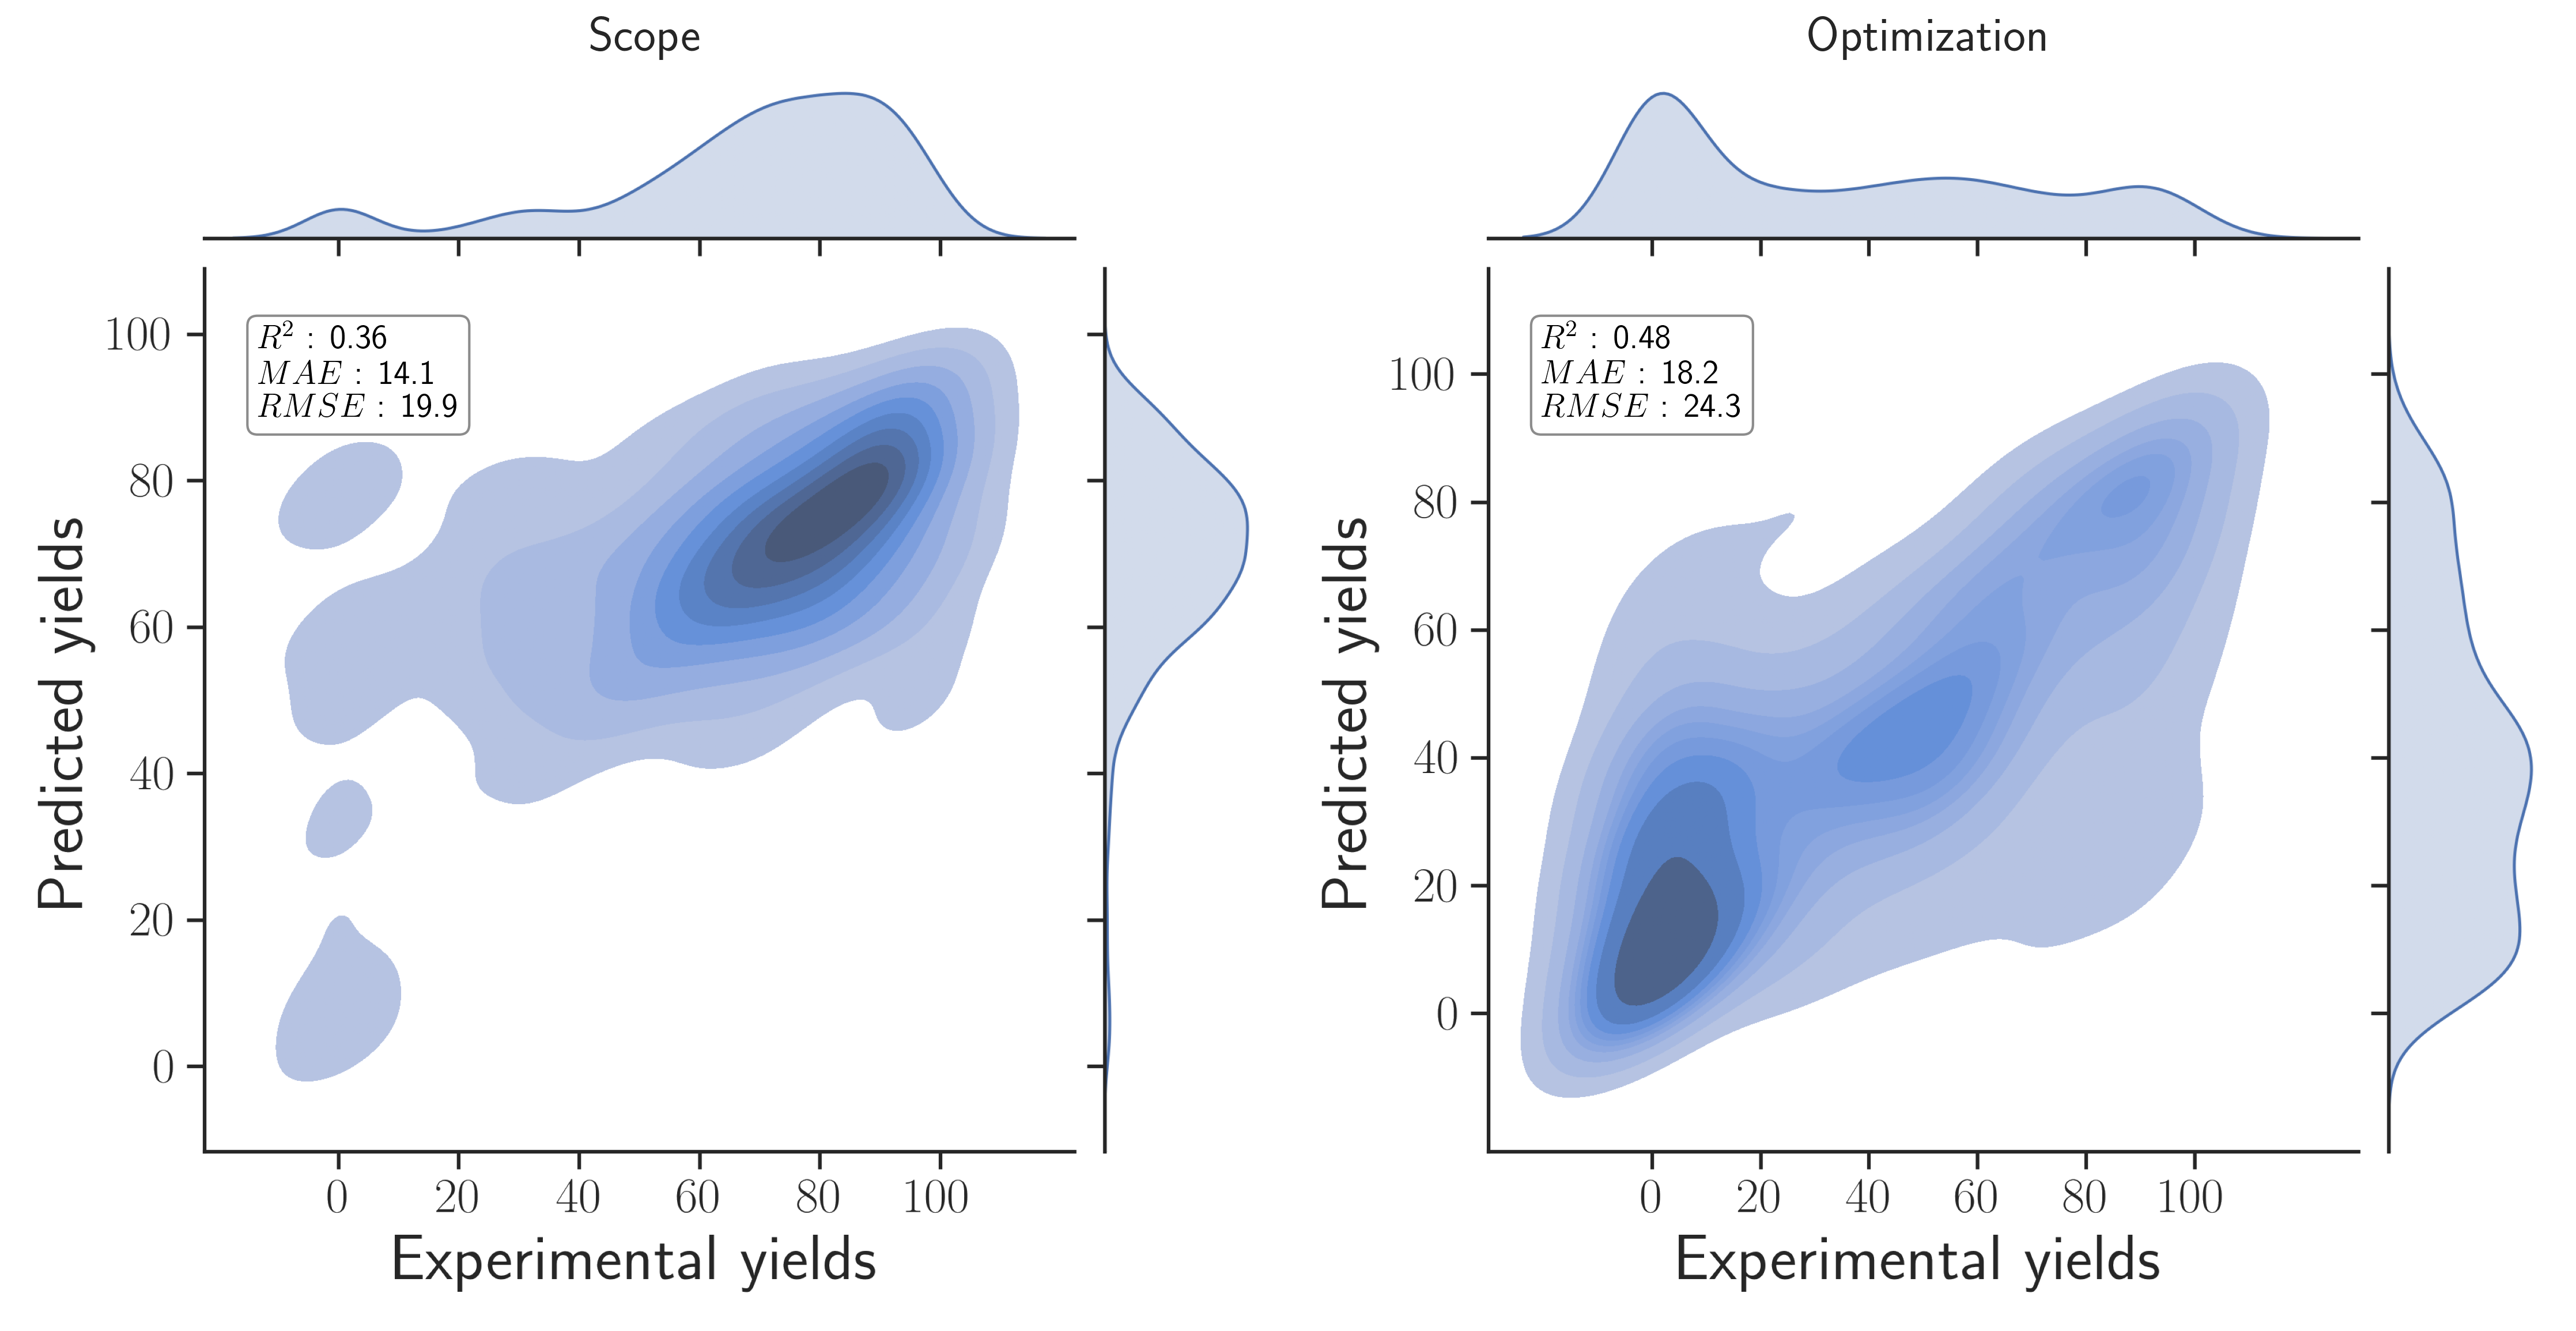 Scope
R² : 0.36
MAE : 14.1
RMSE : 19.9
100
80
60
40
20
0
Predicted yields
0 20 40 60 80 100
Experimental yields
Optimization
R² : 0.48
MAE : 18.2
RMSE : 24.3
100
80
60
40
20
0
Predicted yields
0 20 40 60 80 100
Experimental yields